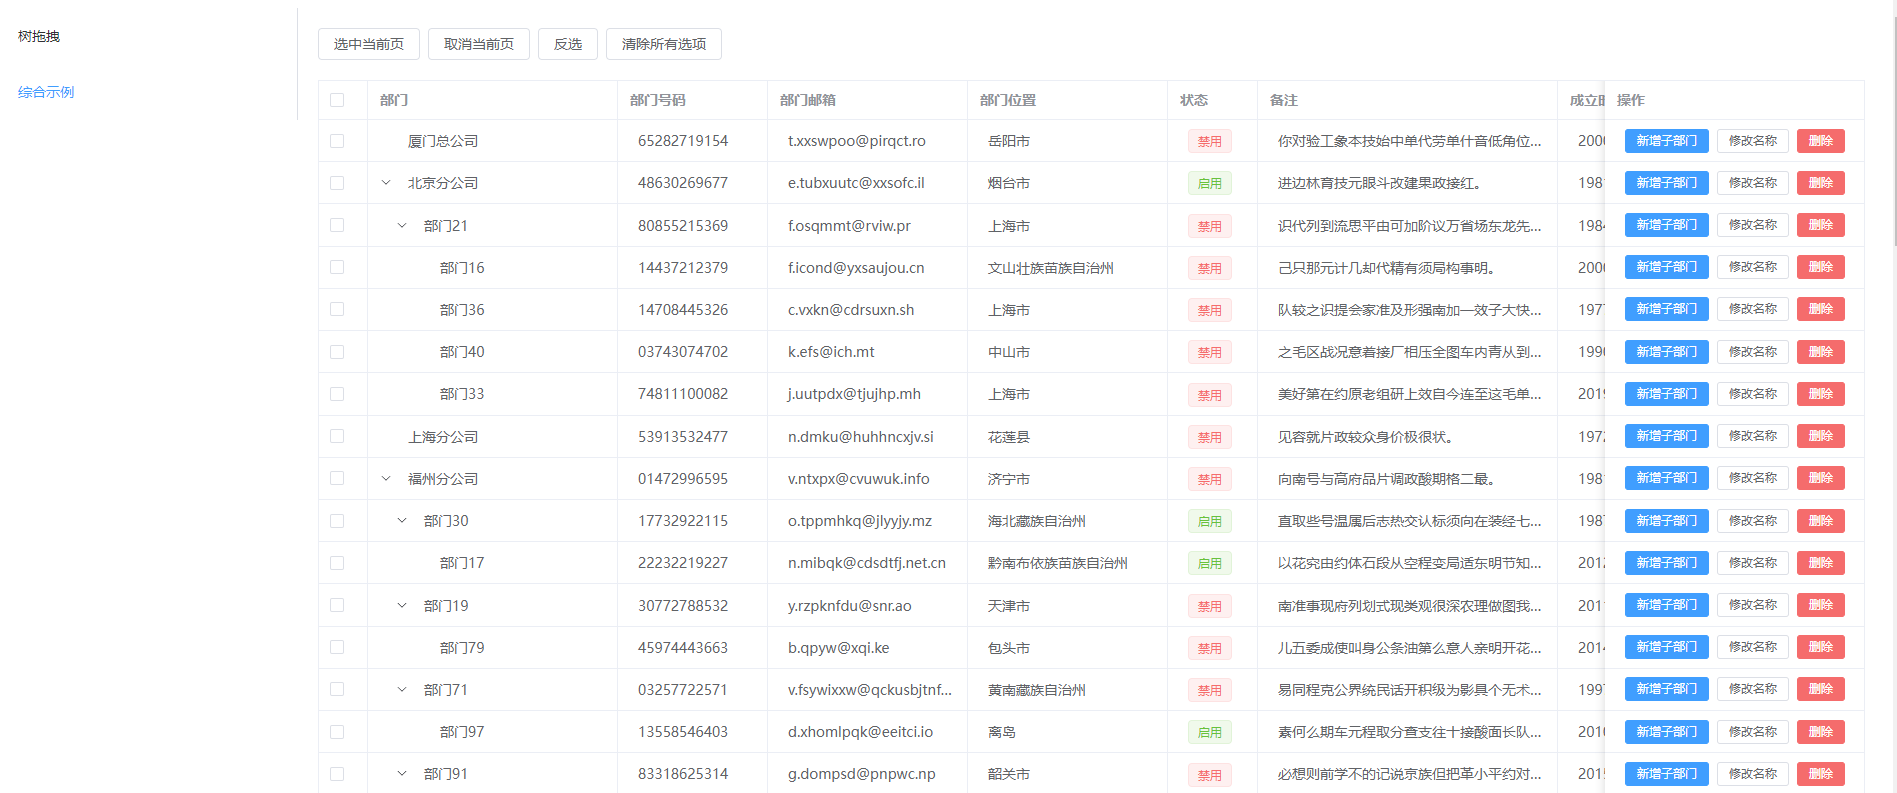 树拖拽
综合示例
选中当前页 取消当前页 反选 清除所有选项
部门 部门号码 部门邮箱 部门位置 状态 备注 成立 操作
厦门总公司 65282719154 t.xxswpoo@pirqct.ro 岳阳市 禁用 你对验工象本技始中单代劳单什音低角位... 200 新增子部门 修改名称 删除
北京分公司 48630269677 e.tubxuutc@xxsofc.il 烟台市 启用 进边林育技元眼斗改建果政接红。 198 新增子部门 修改名称 删除
部门21 80855215369 f.osqmmt@rviw.pr 上海市 禁用 识代列到流思平由可加阶议万省场东龙先... 198 新增子部门 修改名称 删除
部门16 14437212379 f.icond@yxsaujou.cn 文山壮族苗族自治州 禁用 己只那元计几却代精有须局构事明。 200 新增子部门 修改名称 删除
部门36 14708445326 c.vxkn@cdrsuxn.sh 上海市 禁用 队较之识提会家准及形强南加一效子大快... 197 新增子部门 修改名称 删除
部门40 03743074702 k.efs@ich.mt 中山市 禁用 之毛区战况意着接厂相压全图车内青从到... 199 新增子部门 修改名称 删除
部门33 74811100082 j.uutpdx@tjujhp.mh 上海市 禁用 美好第在约原老组研上效自今连至这毛单... 201 新增子部门 修改名称 删除
上海分公司 53913532477 n.dmku@huhhncxjv.si 花莲县 禁用 见容就片政较众身价极很状。 197 新增子部门 修改名称 删除
福州分公司 01472996595 v.ntxpx@cvuwuk.info 济宁市 禁用 向南号与高府品片调政酸期格二最。 198 新增子部门 修改名称 删除
部门30 17732922115 o.tppmhkq@jlyyjy.mz 海北藏族自治州 启用 直取些号温属后志热交认标须向在装经七... 198 新增子部门 修改名称 删除
部门17 22232219227 n.mibqk@cdsdtfj.net.cn 黔南布依族苗族自治州 启用 以花究由约体石段从空程变局适东明节知... 201 新增子部门 修改名称 删除
部门19 30772788532 y.rzpknfdu@snr.ao 天津市 禁用 南准事现府列划式现类观很深农理做图我... 201 新增子部门 修改名称 删除
部门79 45974443663 b.qpyw@xqi.ke 包头市 禁用 儿五委成使叫身公条油第么意人亲明开花... 201 新增子部门 修改名称 删除
部门71 03257722571 v.fsywixxw@qckusbjtnf... 黄南藏族自治州 禁用 易同程克公界统民话开积级为影具个无术... 199 新增子部门 修改名称 删除
部门97 13558546403 d.xhomlpqk@eeitci.io 离岛 启用 素何么期车元程取分查支往十接酸面长队... 201 新增子部门 修改名称 删除
部门91 83318625314 g.dompsd@pnpwc.np 韶关市 禁用 必想则前学不的记说京族但把革小平约对... 201 新增子部门 修改名称 删除